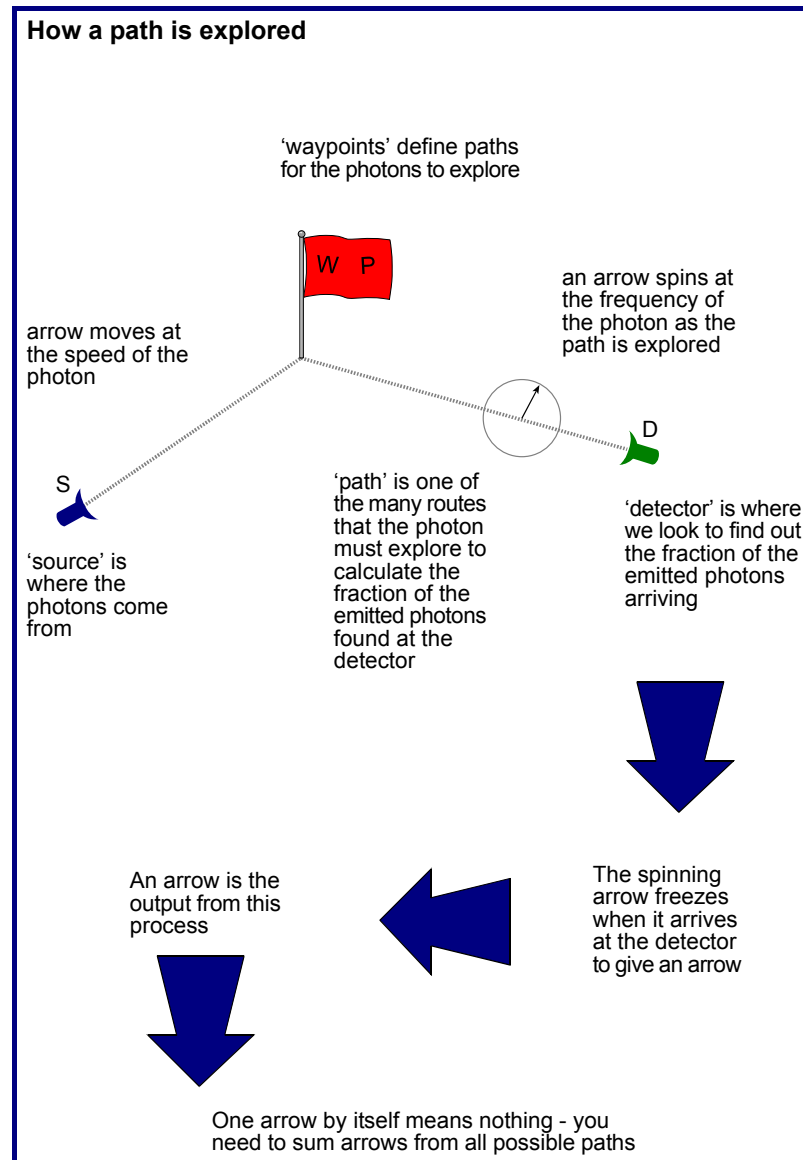 How a path is explored
‘waypoints’ define paths
for the photons to explore
W P
an arrow spins at
the frequency of
the photon as the
path is explored
arrow moves at
the speed of the
photon
D
S
‘path’ is one of
the many routes
that the photon
must explore to
calculate the
fraction of the
emitted photons
found at the
detector
‘detector’ is where
we look to find out
the fraction of the
emitted photons
arriving
‘source’ is
where the
photons come
from
The spinning
arrow freezes
when it arrives
at the detector
to give an arrow
An arrow is the
output from this
process
One arrow by itself means nothing - you
need to sum arrows from all possible paths